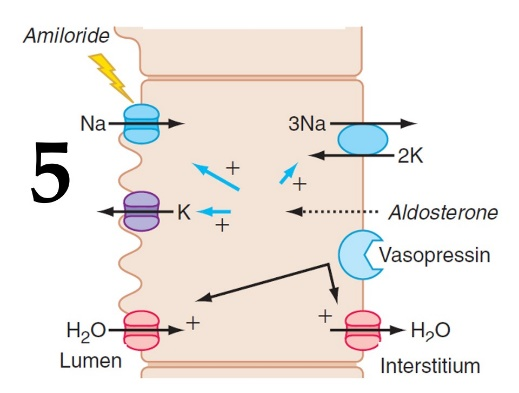 Amiloride
Na
3Na
2K
5
+
+
K
+
Aldosterone
Vasopressin
H₂O
+
+
H₂O
Lumen
Interstitium